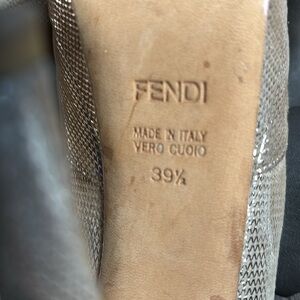 FENDI
MADE IN ITALY
VERO CUOIO
39½